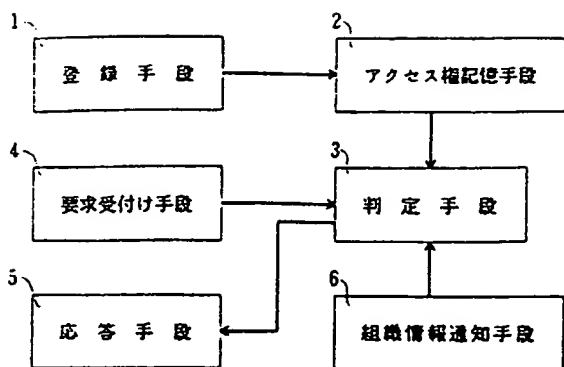 1
登録手段
2
アクセス権記憶手段
4
要求受付け手段
3
判定手段
5
応答手段
6
組織情報通知手段